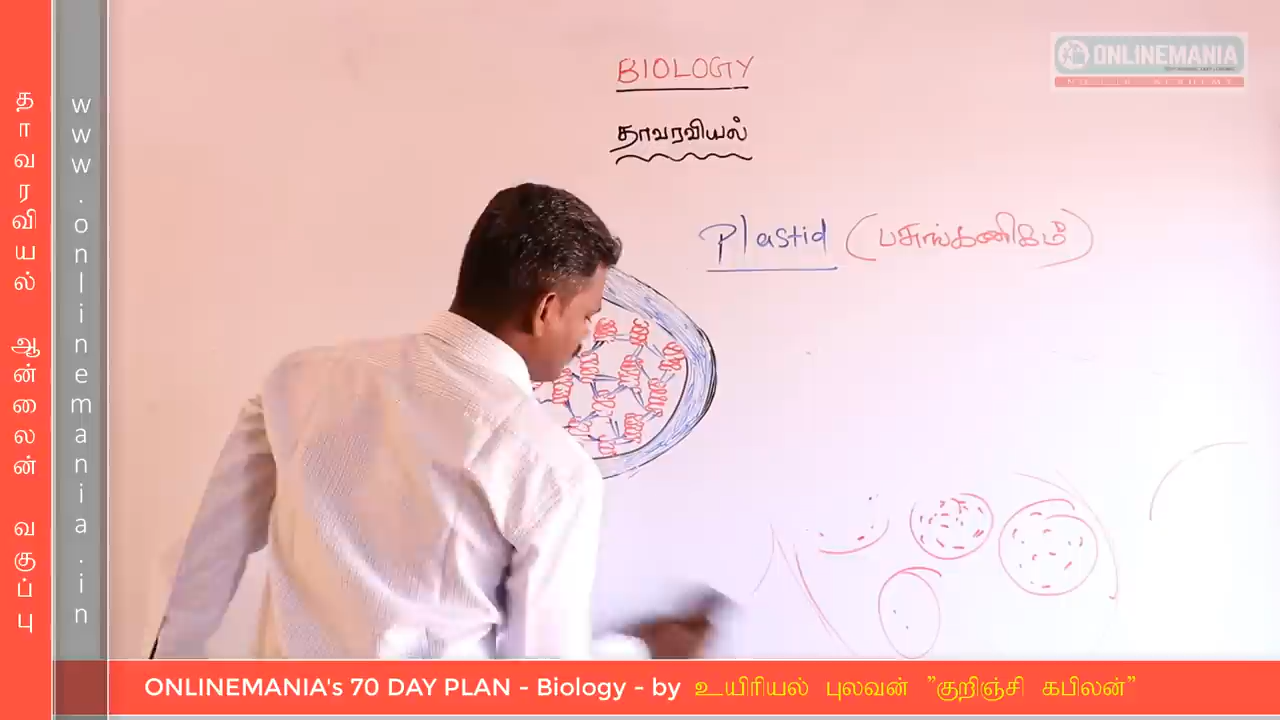 BIOLOGY
தாவரவியல்
Plastid (பசுங்கணிகம்)
ONLINEMANIA
தாவரவியல் ஆன்லைன் வகுப்பு
www.onlinemania.in
ONLINEMANIA's 70 DAY PLAN - Biology - by உயிரியல் புலவன் ”குறிஞ்சி கபிலன்”